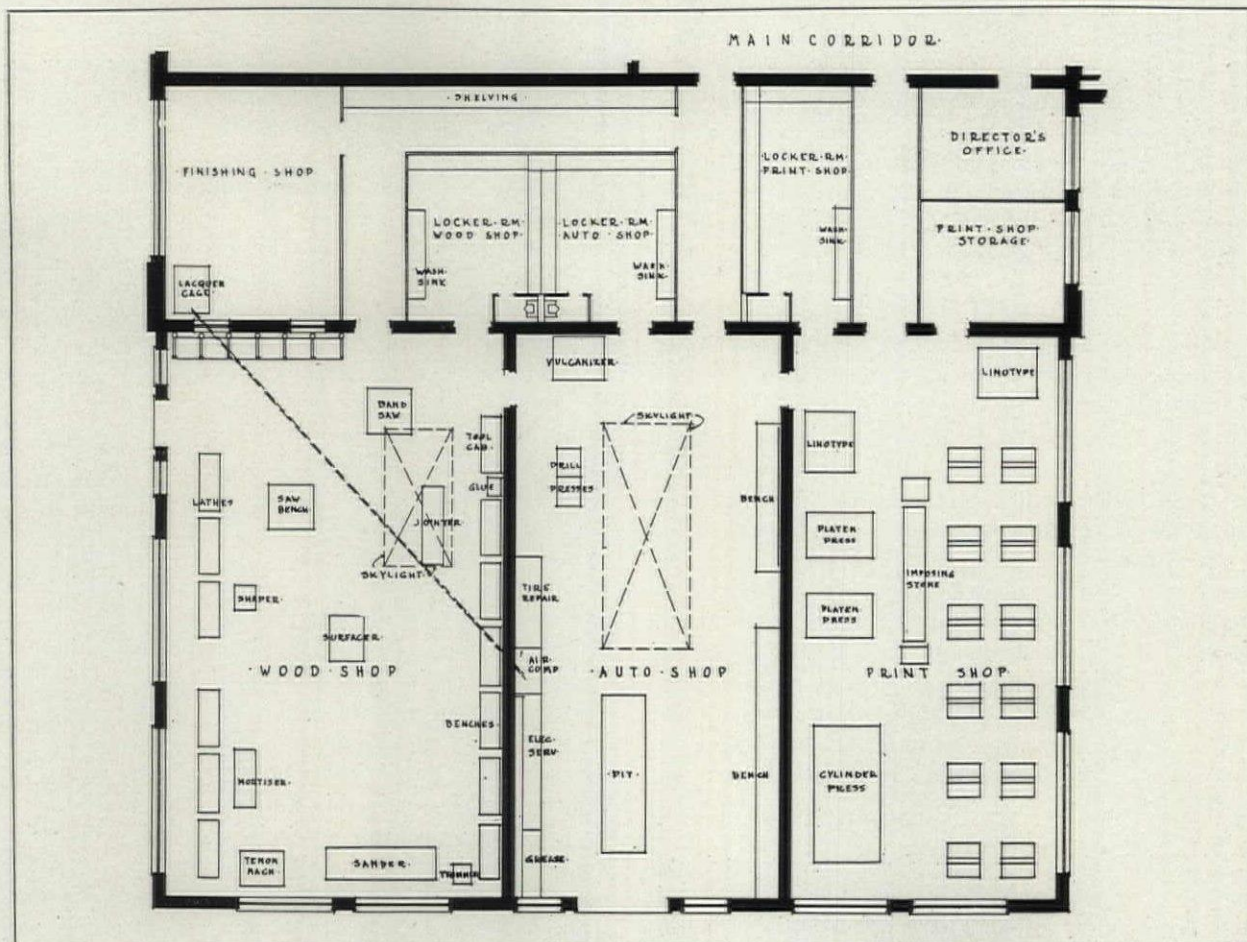 MAIN CORRIDOR.
· SHELVING ·
DIRECTOR'S
OFFICE.
· FINISHING · SHOP
LOCKER · RM ·
· PRINT · SHOP ·
LOCKER · RM ·
WOOD SHOP.
LOCKER · RM ·
AUTO · SHOP ·
PRINT · SHOP ·
STORAGE ·
WASH ·
SINK
WASH ·
SINK ·
WASH ·
SINK ·
LACQUER
CAGE ·
VULCANIZER ·
LINOTYPE
BAND
SAW
· SKYLIGHT ·
TOOL
CAB ·
LINOTYPE
DRILL
PRESSES ·
GLUE
LATHES
SAW
BENCH ·
BENCH
JOINTER
PLATEN
PRESS
SKYLIGHT
IMPOSING
STONE
TIRE
REPAIR
SHAPER ·
PLATEN
PRESS
SURFACER
· WOOD · SHOP
AIR ·
COMP
· AUTO · SHOP
PRINT SHOP ·
BENCHES ·
ELEC ·
SERV ·
· PIT ·
BENCH
CYLINDER
PRESS
MORTISER ·
TENON
MACH ·
· SANDER ·
TRIMMER
GREASE ·